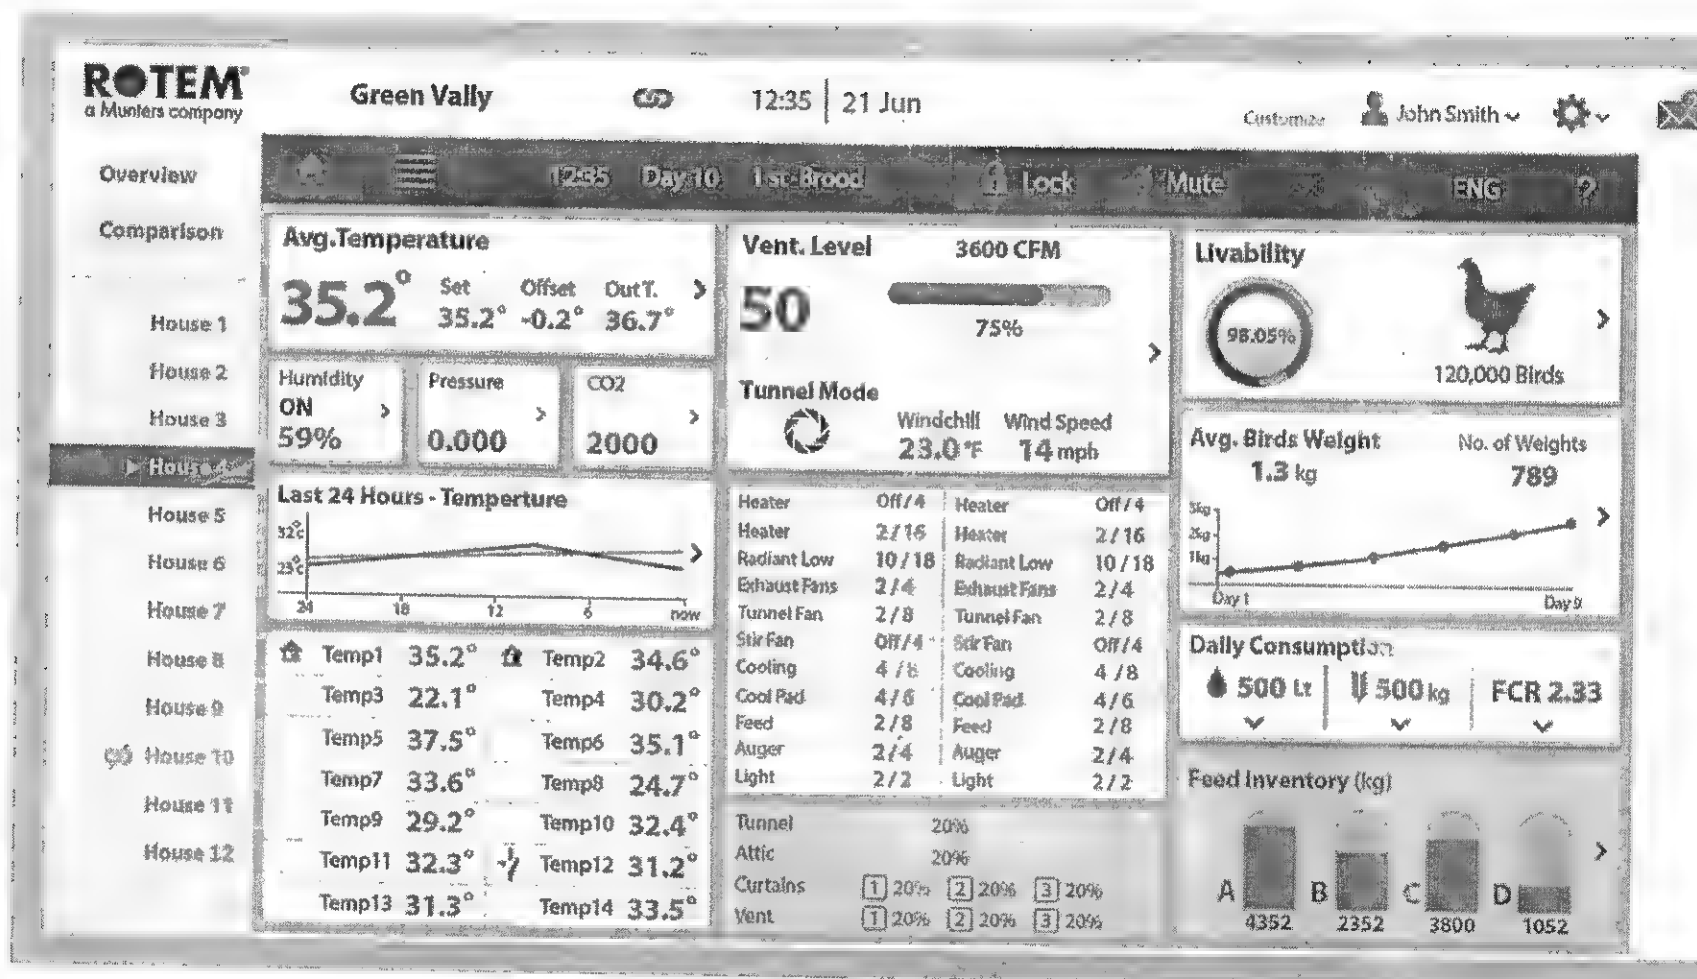 ROTEM
a Munters company
Green Vally
12:35 | 21 Jun
Customize
John Smith
Overview
Comparison
House 1
House 2
House 3
House 4
House 5
House 6
House 7
House 8
House 9
House 10
House 11
House 12
12:35 Day 10 1st. Brood Lock Mute ENG ?
Avg.Temperature
35.2°
Set Offset Out T.
35.2° -0.2° 36.7°
Humidity
ON
59%
Pressure
0.000
CO2
2000
Last 24 Hours - Temperture
32°c
23°c
24 18 12 6 now
Temp1 35.2° Temp2 34.6°
Temp3 22.1° Temp4 30.2°
Temp5 37.5° Temp6 35.1°
Temp7 33.6° Temp8 24.7°
Temp9 29.2° Temp10 32.4°
Temp11 32.3° Temp12 31.2°
Temp13 31.3° Temp14 33.5°
Vent. Level 3600 CFM
50
75%
Tunnel Mode
Windchill Wind Speed
23.0 °F 14 mph
Heater Off/4 Heater Off/4
Heater 2/16 Heater 2/16
Radiant Low 10/18 Radiant Low 10/18
Exhaust Fans 2/4 Exhaust Fans 2/4
Tunnel Fan 2/8 Tunnel Fan 2/8
Stir Fan Off/4 Stir Fan Off/4
Cooling 4/8 Cooling 4/8
Cool Pad 4/6 Cool Pad 4/6
Feed 2/8 Feed 2/8
Auger 2/4 Auger 2/4
Light 2/2 Light 2/2
Tunnel 20%
Attic 20%
Curtains 1 20% 2 20% 3 20%
Vent 1 20% 2 20% 3 20%
Livability
98.05%
120,000 Birds
Avg. Birds Weight No. of Weights
1.3 kg 789
3kg
2kg
1kg
Day 1 Day 9
Daily Consumption
500 Lt 500 kg FCR 2.33
Feed Inventory (kg)
A B C D
4352 2352 3800 1052